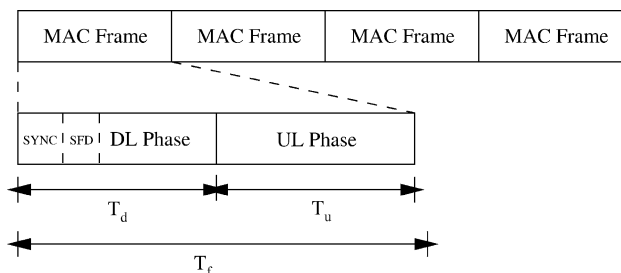 MAC Frame MAC Frame MAC Frame MAC Frame
SYNC SFD DL Phase UL Phase
T_d T_u
T_f